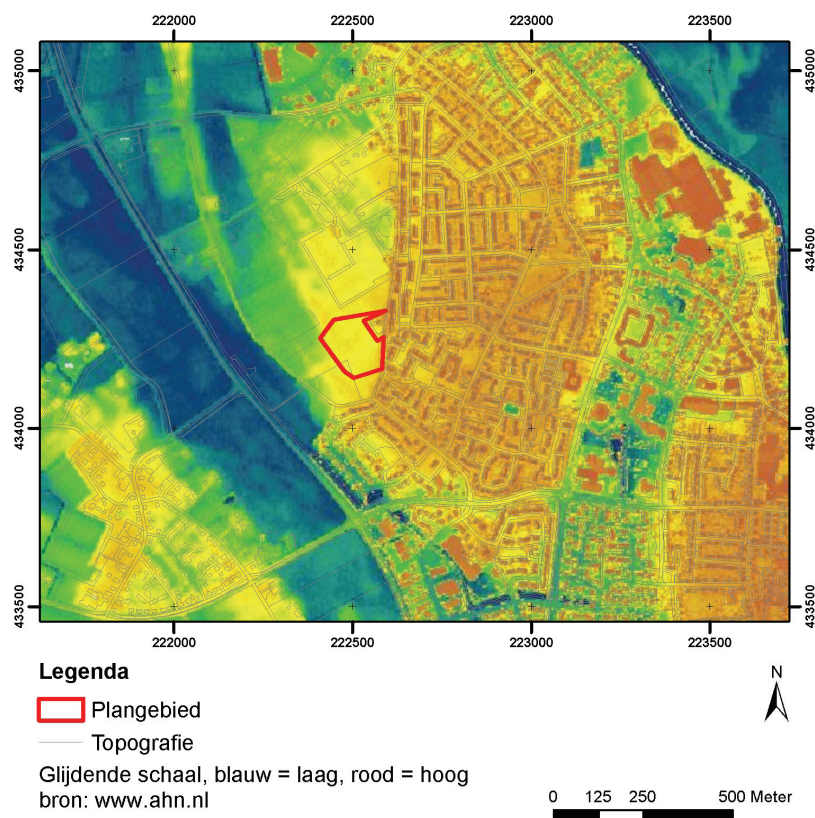 222000 222500 223000 223500
435000 435000
434500 434500
434000 434000
433500 433500
222000 222500 223000 223500
Legenda
Plangebied
Topografie
Glijdende schaal, blauw = laag, rood = hoog
bron: www.ahn.nl
N
0 125 250 500 Meter